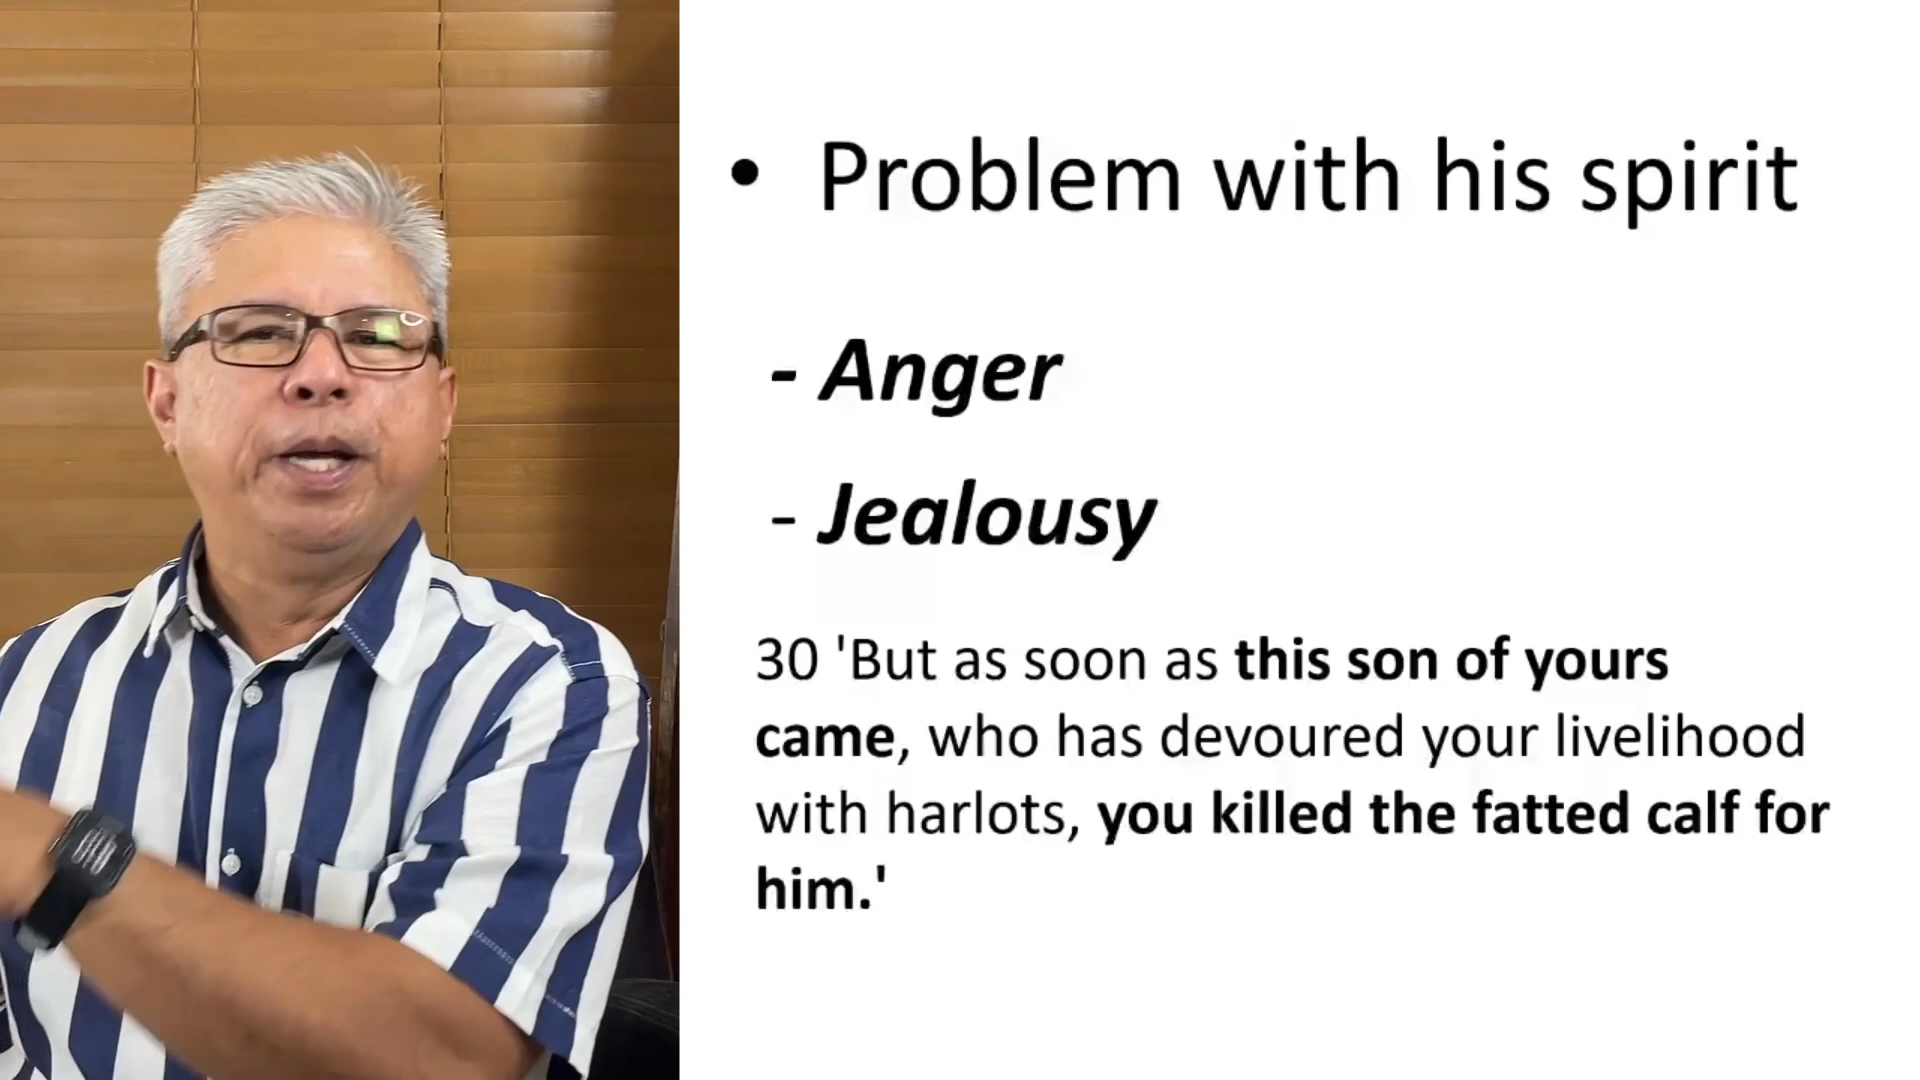 • Problem with his spirit
- Anger
- Jealousy
30 'But as soon as this son of yours
came, who has devoured your livelihood
with harlots, you killed the fatted calf for
him.'